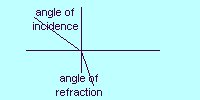 angle of
incidence
angle of
refraction